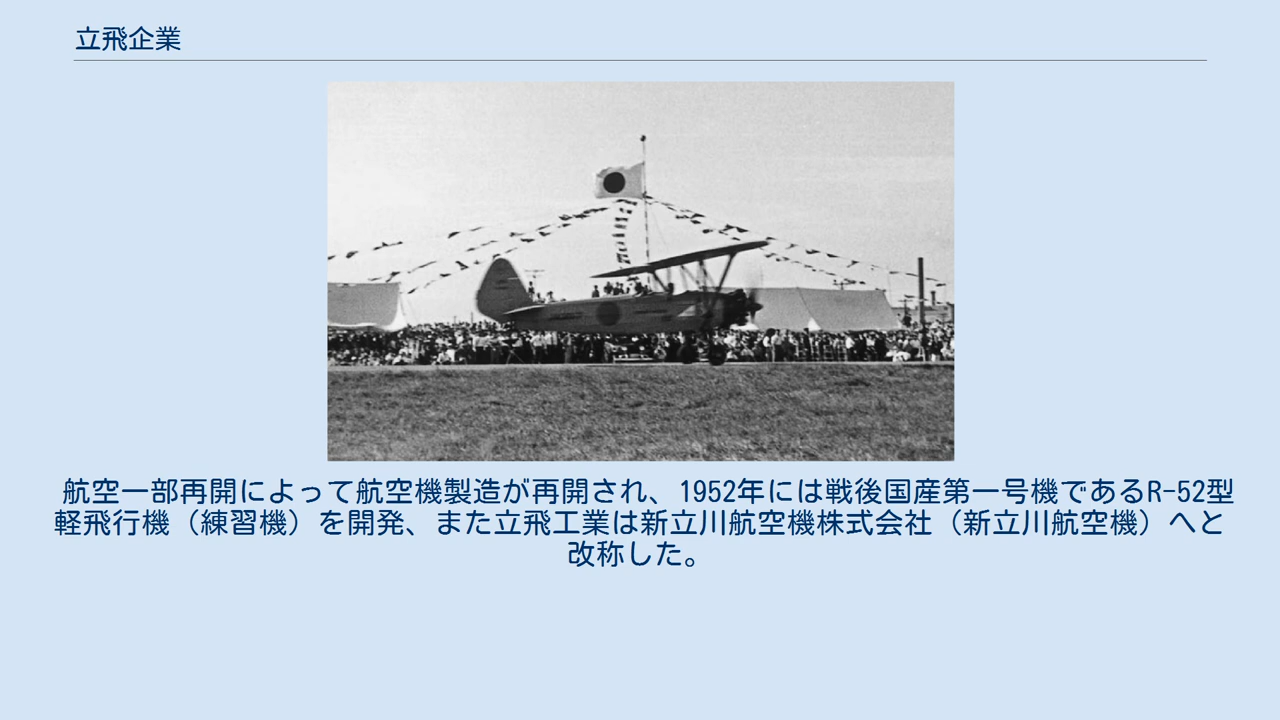 立飛企業
航空一部再開によって航空機製造が再開され、1952年には戦後国産第一号機であるR-52型
軽飛行機（練習機）を開発、また立飛工業は新立川航空機株式会社（新立川航空機）へと
改称した。